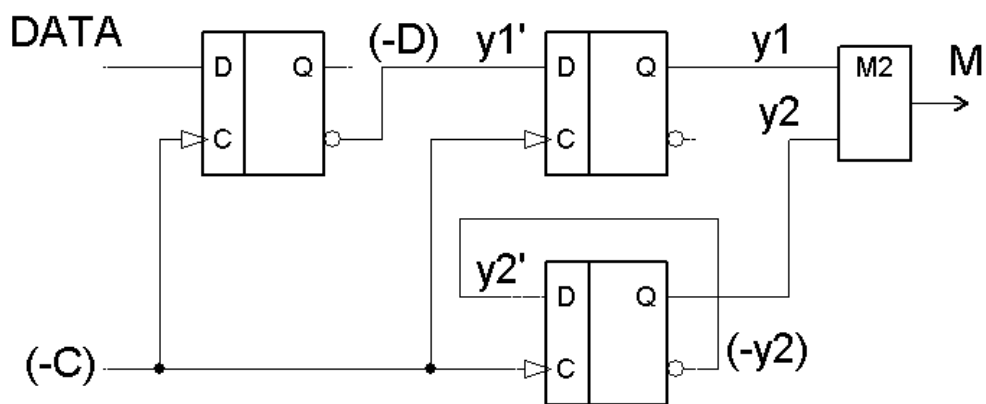 DATA (-D) y1' y1 M
D Q D Q M2
y2
C C
y2' D Q
(-C) C (-y2)